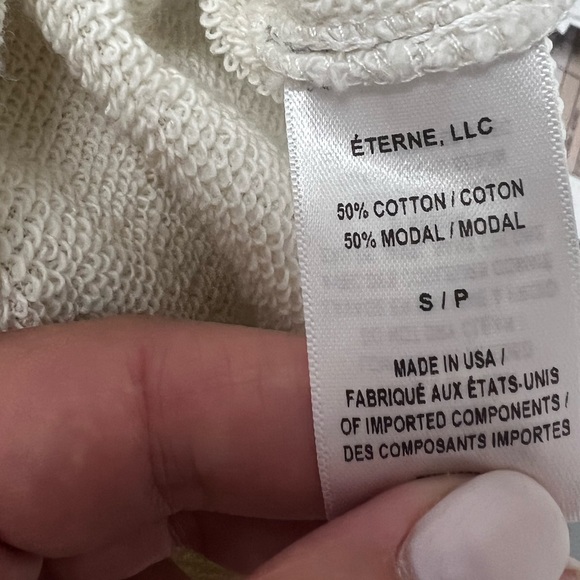 ÉTERNE, LLC
50% COTTON / COTON
50% MODAL / MODAL
S / P
MADE IN USA /
FABRIQUÉ AUX ÉTATS-UNIS
OF IMPORTED COMPONENTS /
DES COMPOSANTS IMPORTES